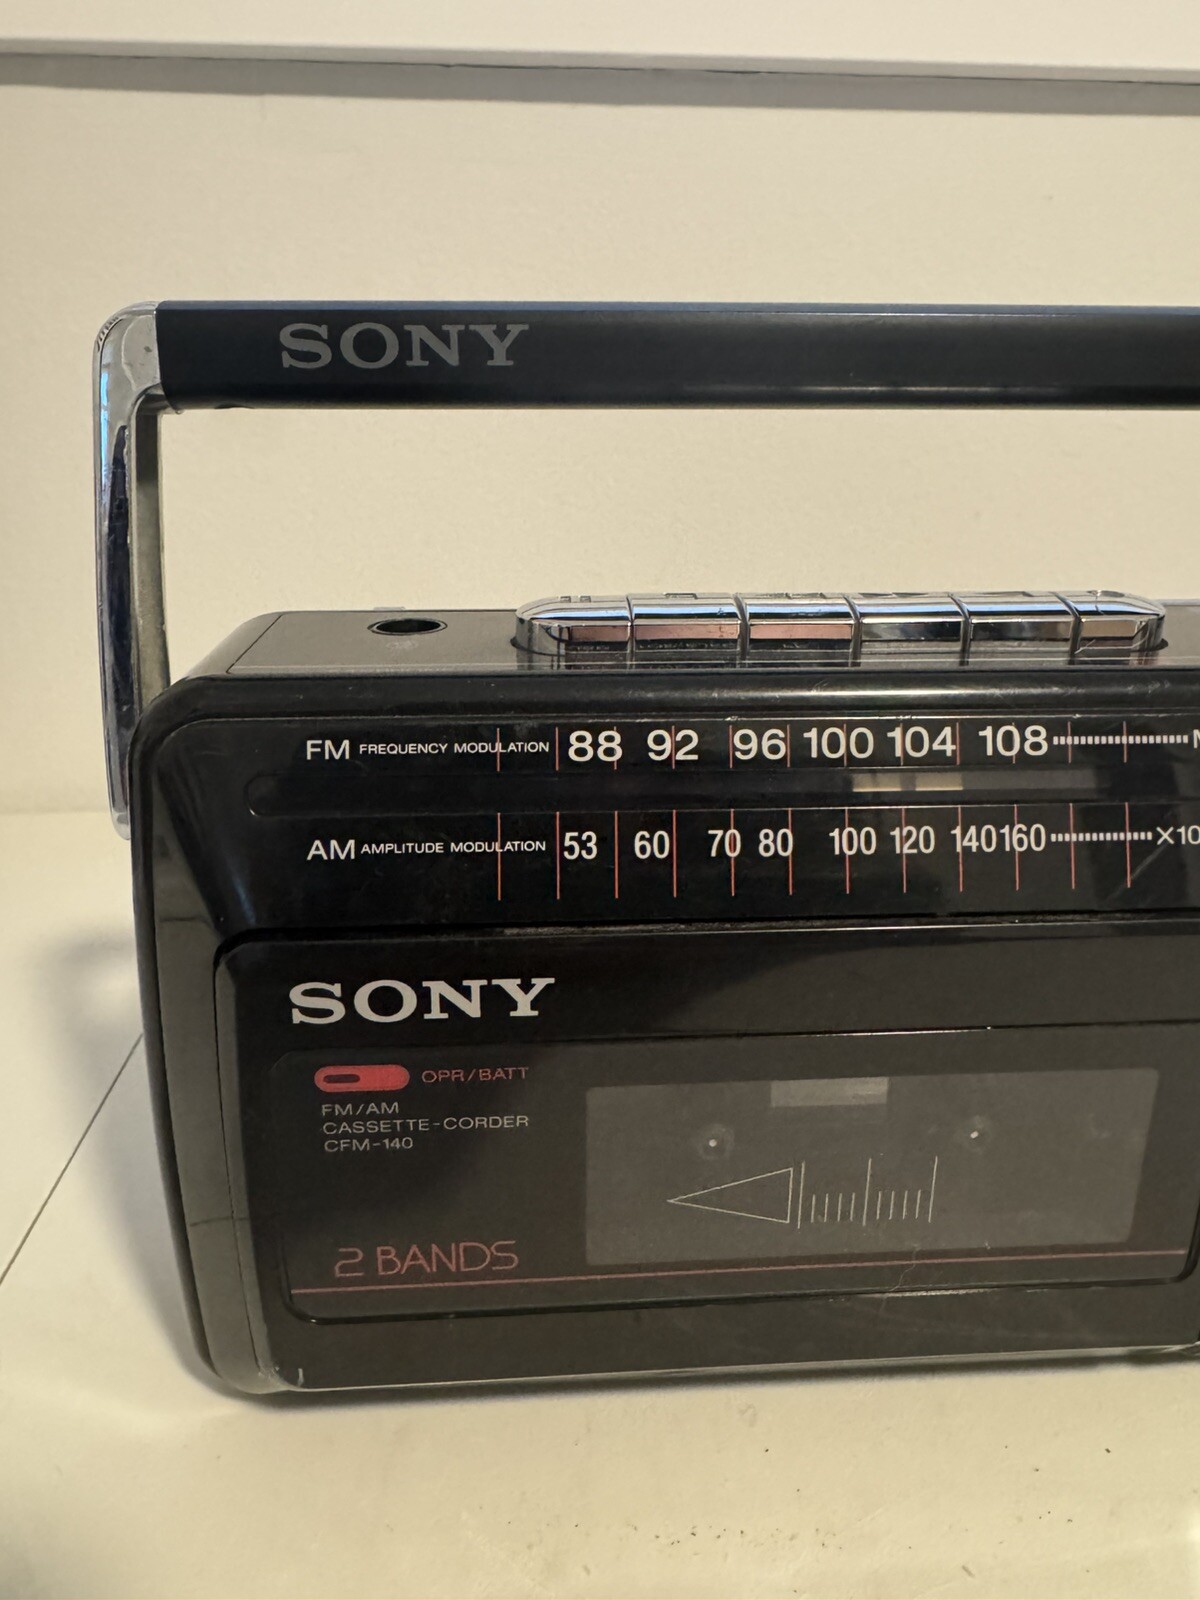 SONY
FM FREQUENCY MODULATION 88 92 96 100 104 108
AM AMPLITUDE MODULATION 53 60 70 80 100 120 140 160 X10
SONY
OPR/BATT
FM/AM
CASSETTE-CORDER
CFM-140
2 BANDS